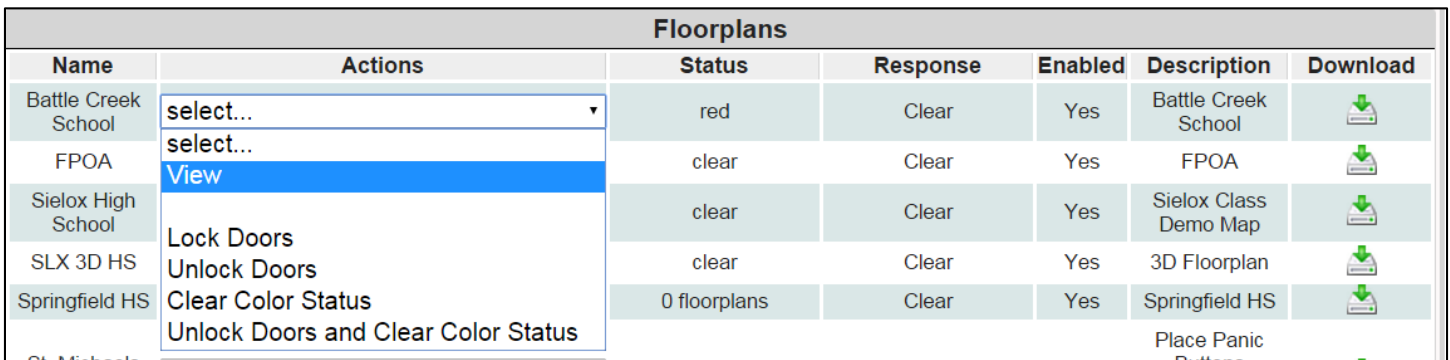 Floorplans
Name Actions Status Response Enabled Description Download
Battle Creek
School
select...
red Clear Yes
Battle Creek
School
select...
View
Lock Doors
Unlock Doors
Clear Color Status
Unlock Doors and Clear Color Status
FPOA clear Clear Yes FPOA
Sielox High
School
clear Clear Yes
Sielox Class
Demo Map
SLX 3D HS clear Clear Yes 3D Floorplan
Springfield HS 0 floorplans Clear Yes Springfield HS
Place Panic